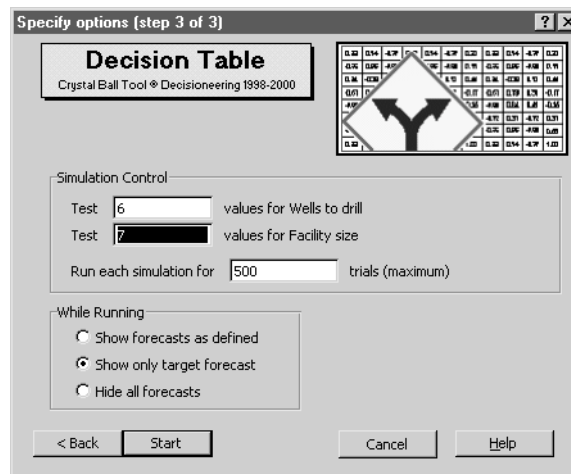 Specify options (step 3 of 3)
Decision Table
Crystal Ball Tool ® Decisioneering 1998-2000
Simulation Control
Test 6 values for Wells to drill
Test 7 values for Facility size
Run each simulation for 500 trials (maximum)
While Running
Show forecasts as defined
Show only target forecast
Hide all forecasts
< Back Start Cancel Help